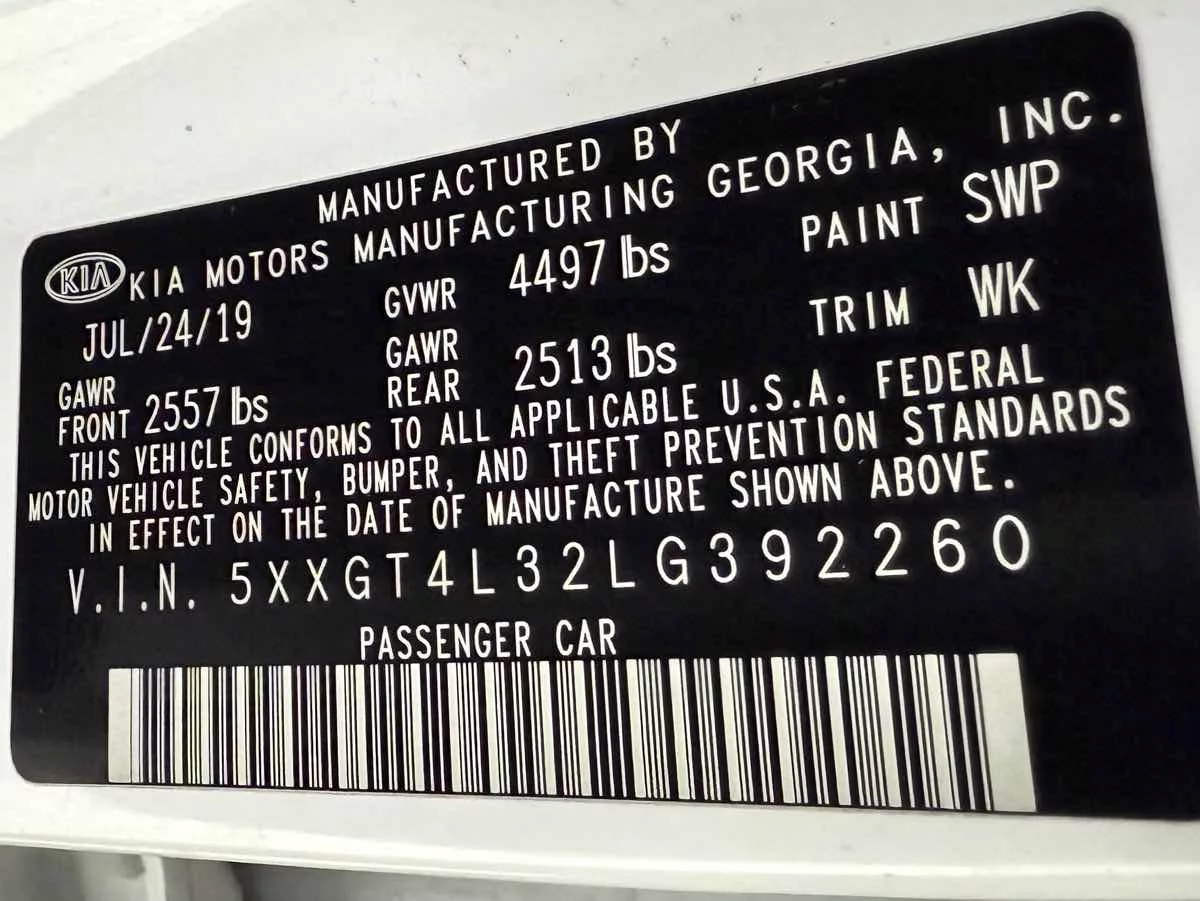 MANUFACTURED BY
KIA KIA MOTORS MANUFACTURING GEORGIA, INC.
JUL/24/19 GVWR 4497 lbs PAINT SWP
GAWR FRONT 2557 lbs GAWR REAR 2513 lbs TRIM WK
THIS VEHICLE CONFORMS TO ALL APPLICABLE U.S.A. FEDERAL
MOTOR VEHICLE SAFETY, BUMPER, AND THEFT PREVENTION STANDARDS
IN EFFECT ON THE DATE OF MANUFACTURE SHOWN ABOVE.
V.I.N. 5XXGT4L32LG392260
PASSENGER CAR